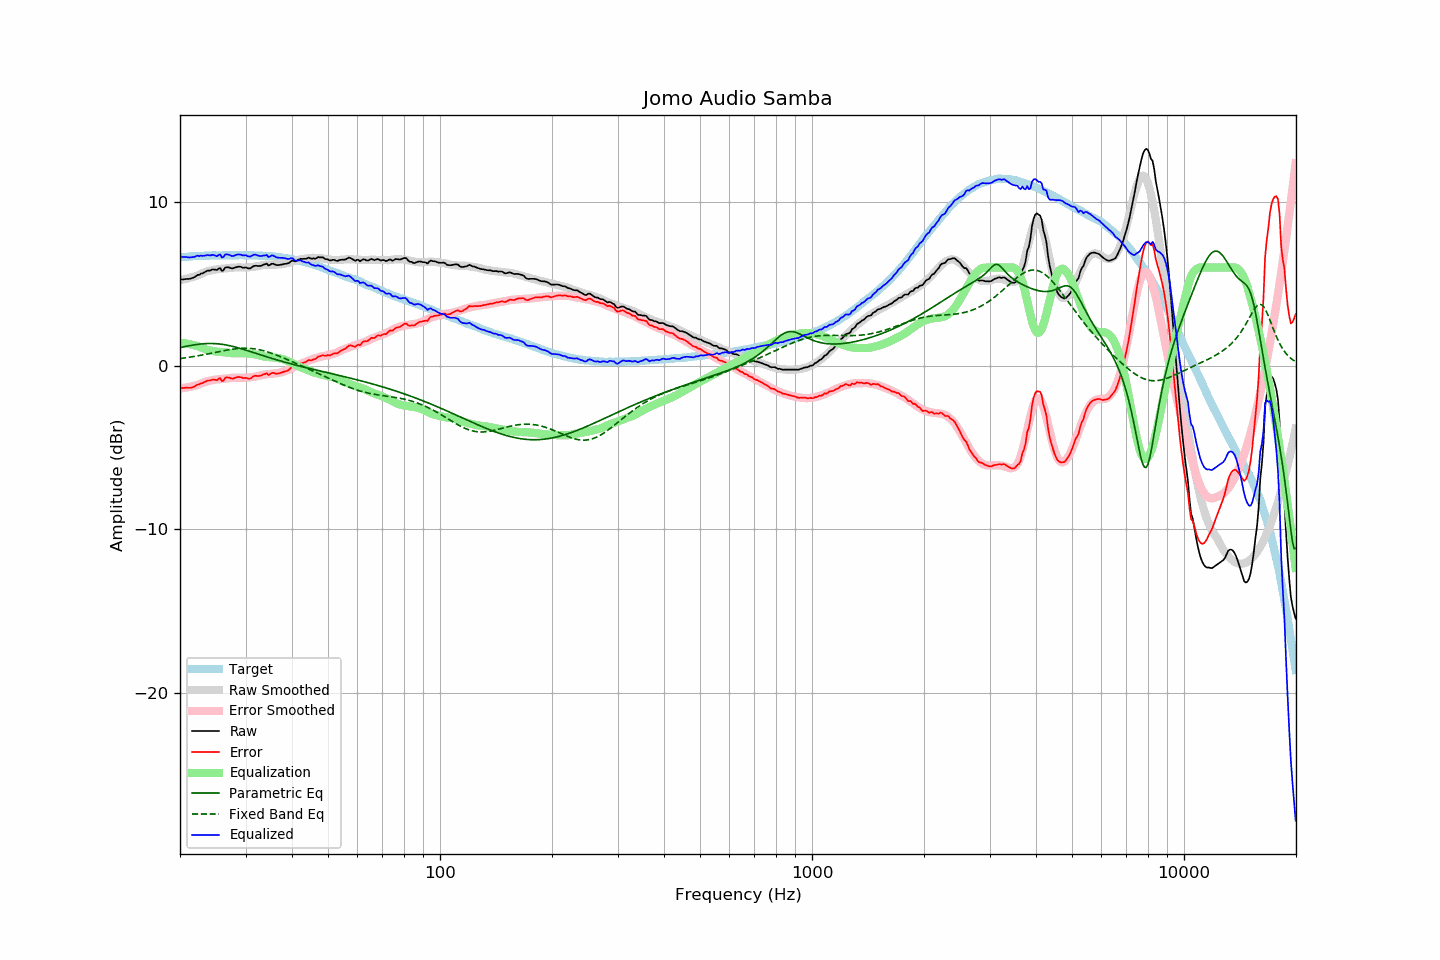 Jomo Audio Samba
Amplitude (dBr)
10
0
−10
−20
Target
Raw Smoothed
Error Smoothed
Raw
Error
Equalization
Parametric Eq
Fixed Band Eq
Equalized
100 1000 10000
Frequency (Hz)